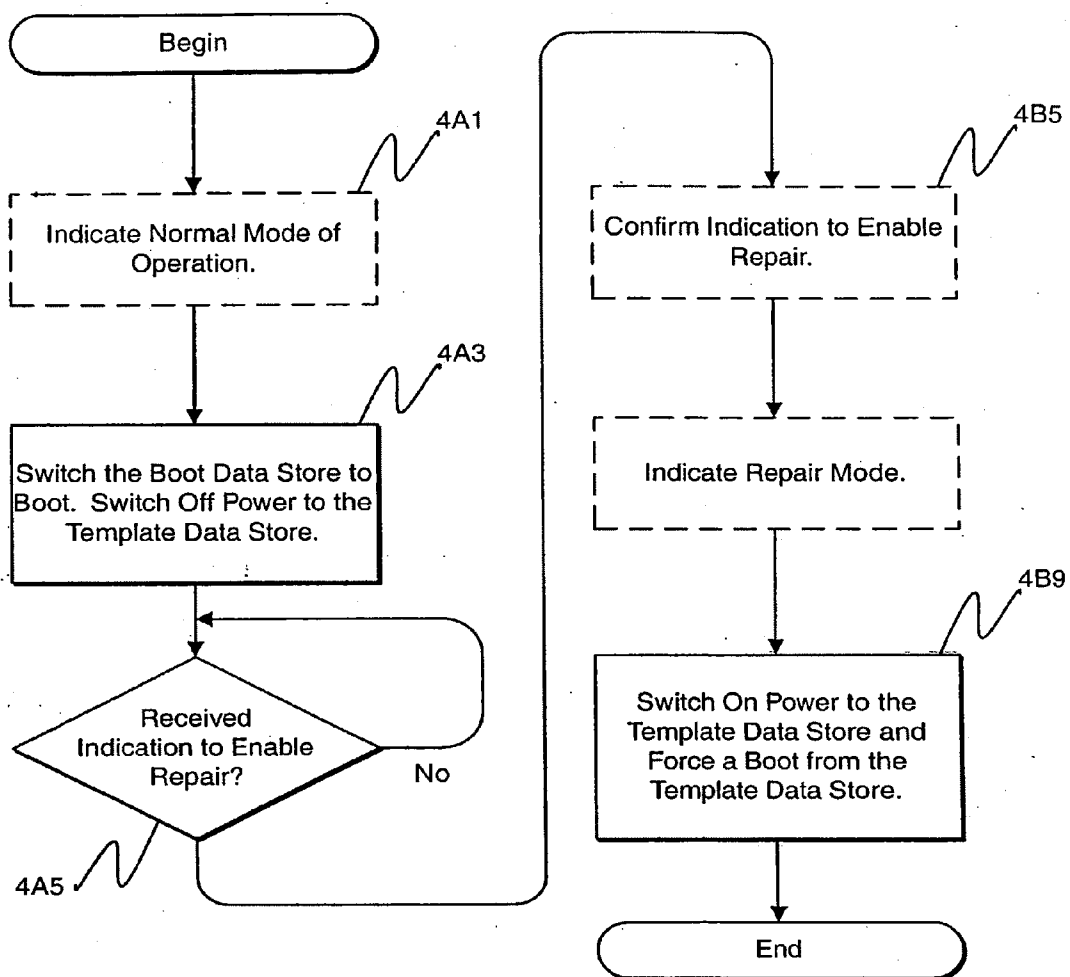 Begin
4A1
Indicate Normal Mode of
Operation.
4A3
Switch the Boot Data Store to
Boot. Switch Off Power to the
Template Data Store.
Received
Indication to Enable
Repair?
No
4A5
4B5
Confirm Indication to Enable
Repair.
Indicate Repair Mode.
4B9
Switch On Power to the
Template Data Store and
Force a Boot from the
Template Data Store.
End